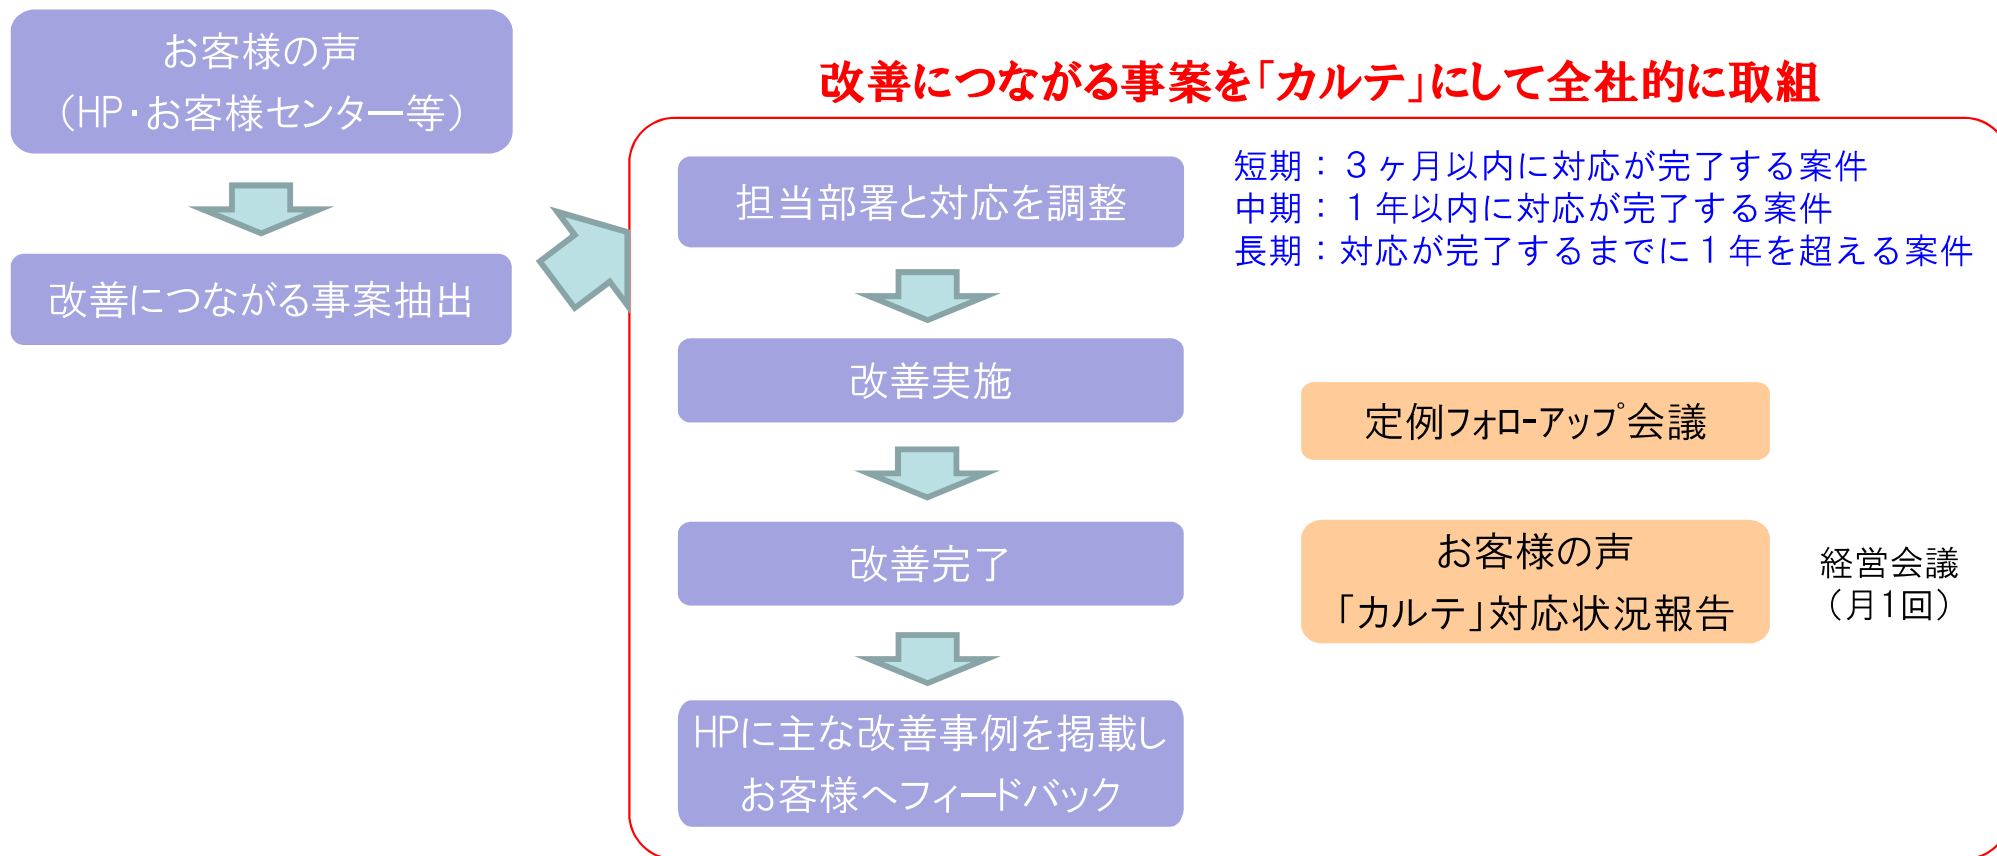 お客様の声
（HP・お客様センター等）
改善につながる事案抽出
改善につながる事案を「カルテ」にして全社的に取組
担当部署と対応を調整
短期：３ヶ月以内に対応が完了する案件
中期：１年以内に対応が完了する案件
長期：対応が完了するまでに１年を超える案件
改善実施
定例フォローアップ会議
改善完了
お客様の声
「カルテ」対応状況報告
経営会議
（月1回）
HPに主な改善事例を掲載し
お客様へフィードバック